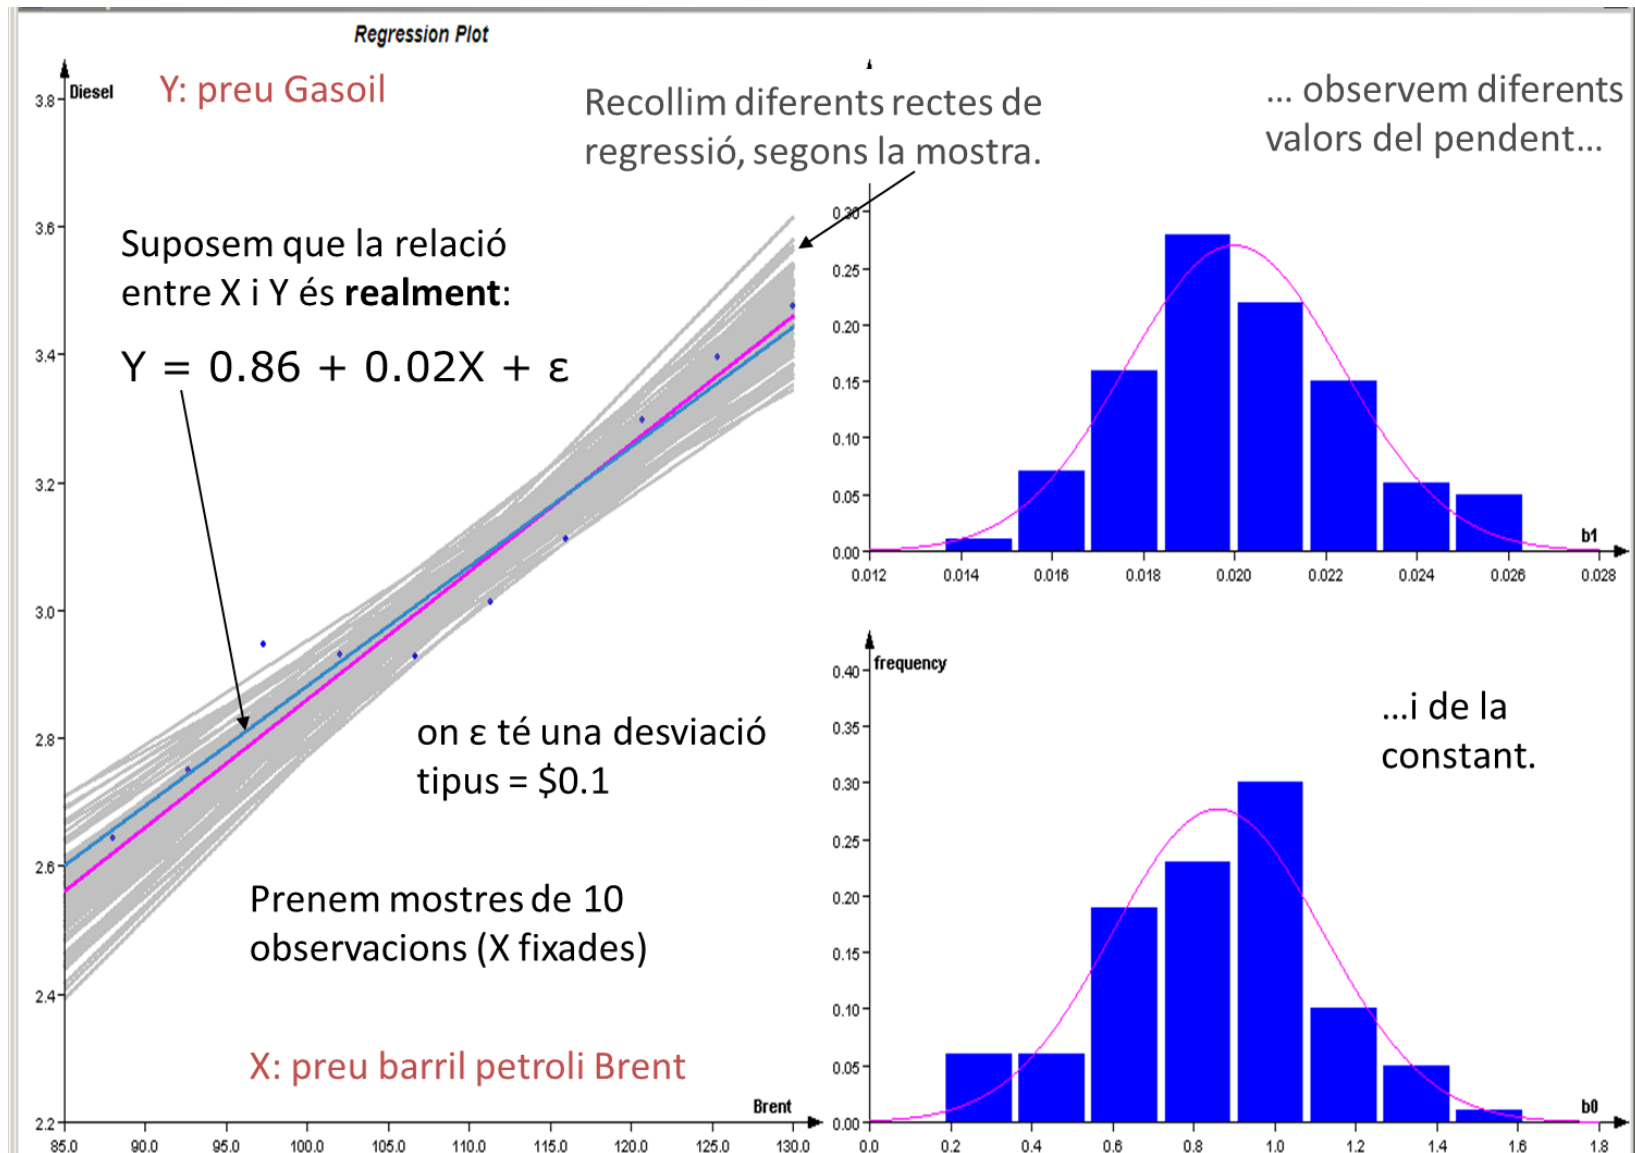 Regression Plot
Diesel
Y: preu Gasoil
Recollim diferents rectes de
regressió, segons la mostra.
... observem diferents
valors del pendent...
Suposem que la relació
entre X i Y és realment:
Y = 0.86 + 0.02X + ε
on ε té una desviació
tipus = $0.1
Prenem mostres de 10
observacions (X fixades)
X: preu barril petroli Brent
Brent
3.8
3.6
3.4
3.2
3.0
2.8
2.6
2.4
2.2
85.0 90.0 95.0 100.0 105.0 110.0 115.0 120.0 125.0 130.0
0.30
0.25
0.20
0.15
0.10
0.05
0.00
b1
0.012 0.014 0.016 0.018 0.020 0.022 0.024 0.026 0.028
frequency
...i de la
constant.
0.40
0.35
0.30
0.25
0.20
0.15
0.10
0.05
0.00
b0
0.0 0.2 0.4 0.6 0.8 1.0 1.2 1.4 1.6 1.8